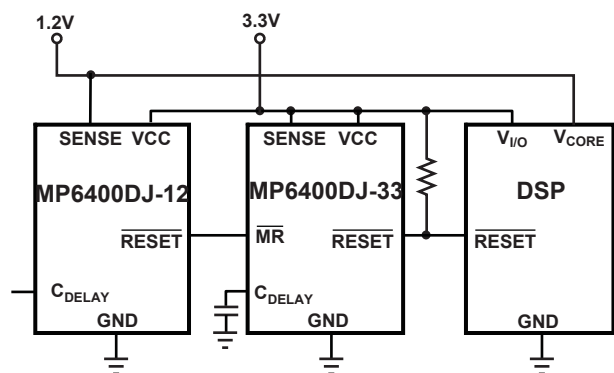 1.2V 3.3V
SENSE VCC SENSE VCC V_I/O V_CORE
MP6400DJ-12 MP6400DJ-33 DSP
RESET MR RESET RESET
C_DELAY C_DELAY
GND GND GND